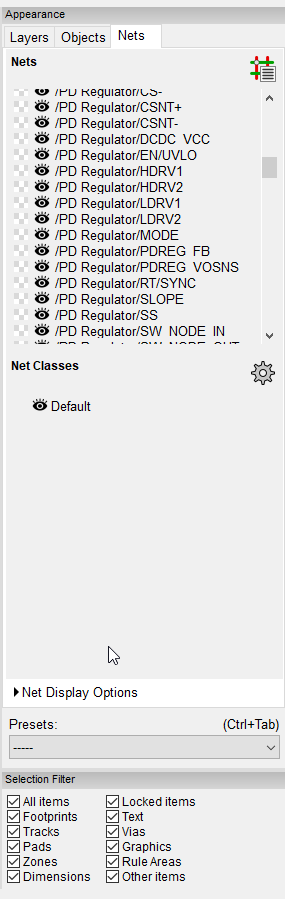 Appearance
Layers Objects Nets
Nets
/PD Regulator/CS-
/PD Regulator/CSNT+
/PD Regulator/CSNT-
/PD Regulator/DCDC_VCC
/PD Regulator/EN/UVLO
/PD Regulator/HDRV1
/PD Regulator/HDRV2
/PD Regulator/LDRV1
/PD Regulator/LDRV2
/PD Regulator/MODE
/PD Regulator/PDREG_FB
/PD Regulator/PDREG_VOSNS
/PD Regulator/RT/SYNC
/PD Regulator/SLOPE
/PD Regulator/SS
/PD Regulator/SW_NODE_IN
/PD Regulator/SW_NODE_OUT
Net Classes
Default
Net Display Options
Presets: (Ctrl+Tab)
-----
Selection Filter
All items Locked items
Footprints Text
Tracks Vias
Pads Graphics
Zones Rule Areas
Dimensions Other items